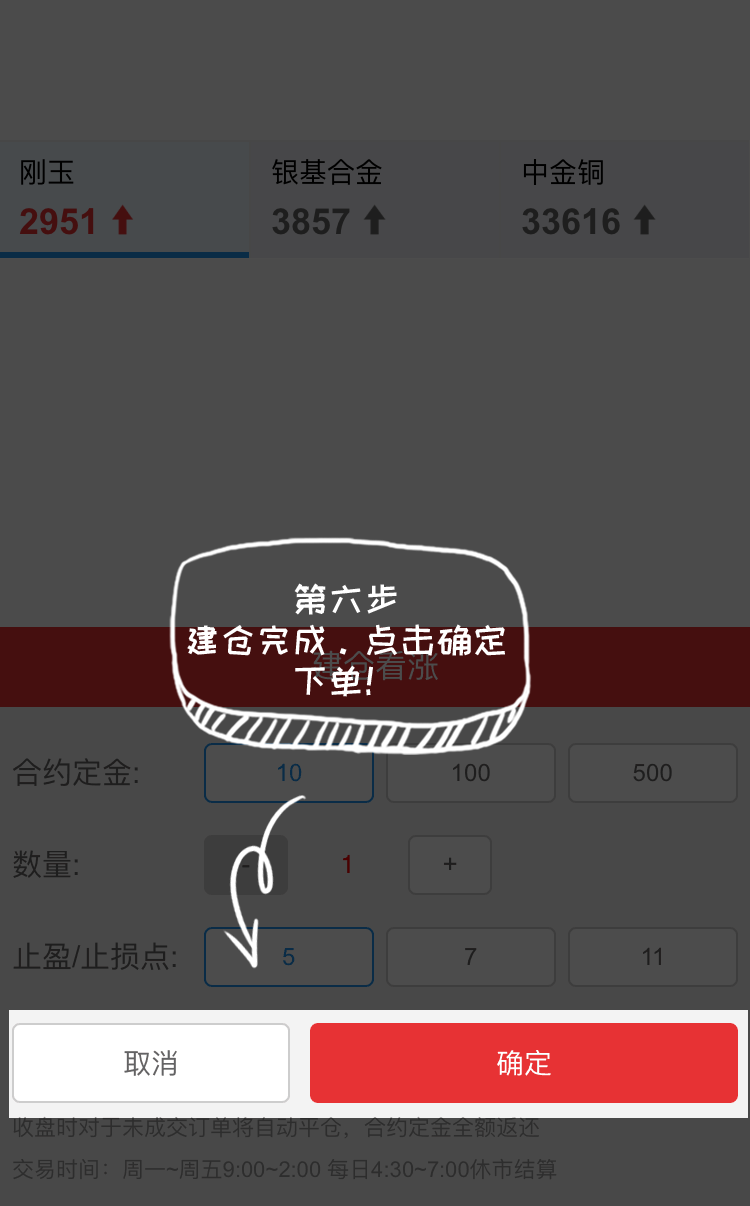 刚玉
银基合金
中金铜
2951
3857
33616
第六步
建仓完成，点击确定
下单！
建仓看涨
合约定金:
10
100
500
数量:
-
1
+
止盈/止损点:
5
7
11
取消
确定
收盘时对于未成交订单将自动平仓，合约定金全额返还
交易时间：周一~周五9:00~2:00 每日4:30~7:00休市结算